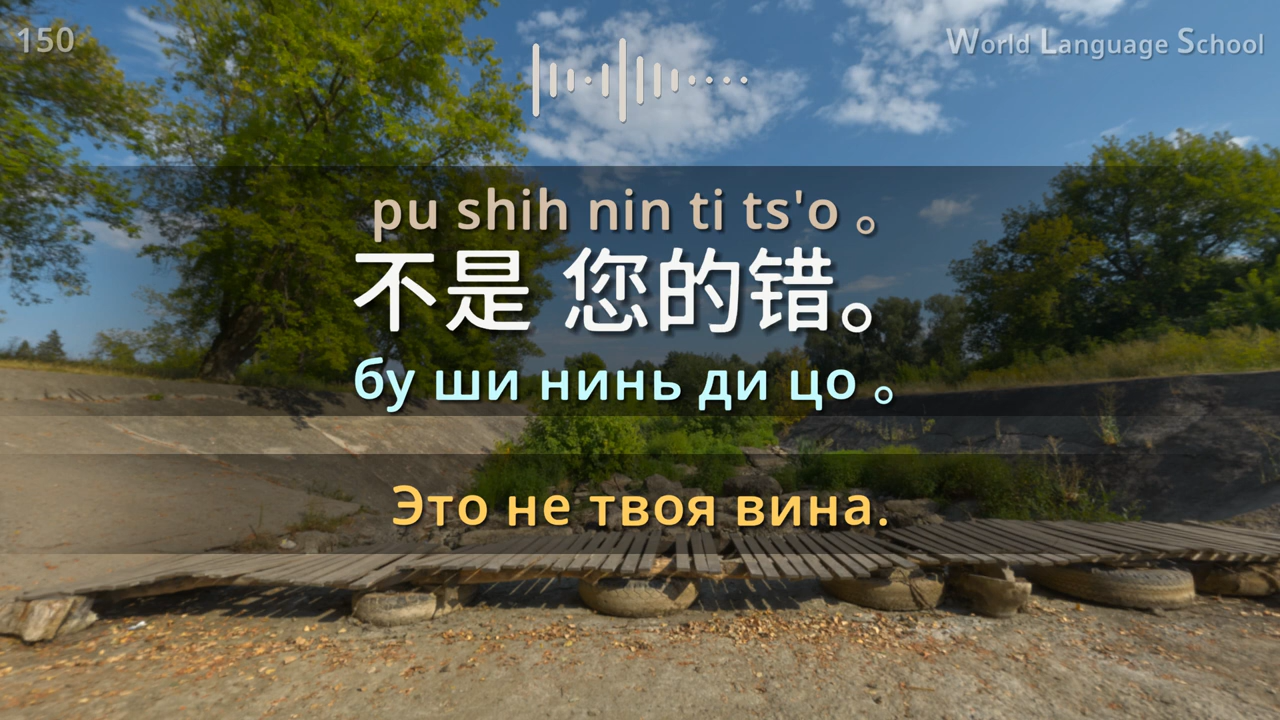 150
World Language School
pu shih nin ti ts'o 。
不是 您的错。
бу ши нинь ди цо 。
Это не твоя вина.